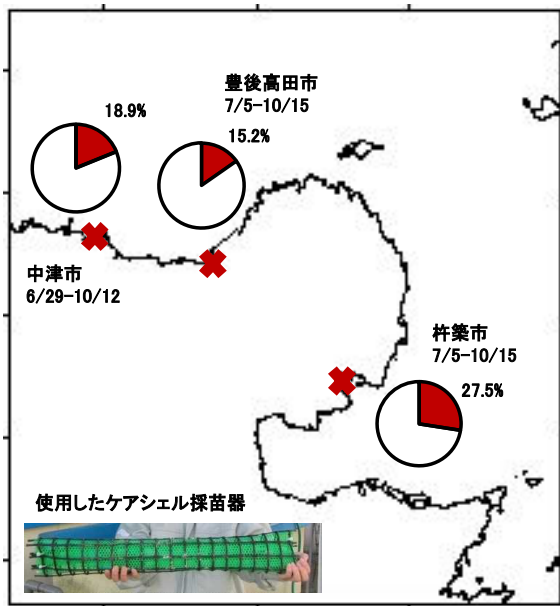 豊後高田市
7/5-10/15
18.9%
15.2%
中津市
6/29-10/12
杵築市
7/5-10/15
27.5%
使用したケアシェル採苗器